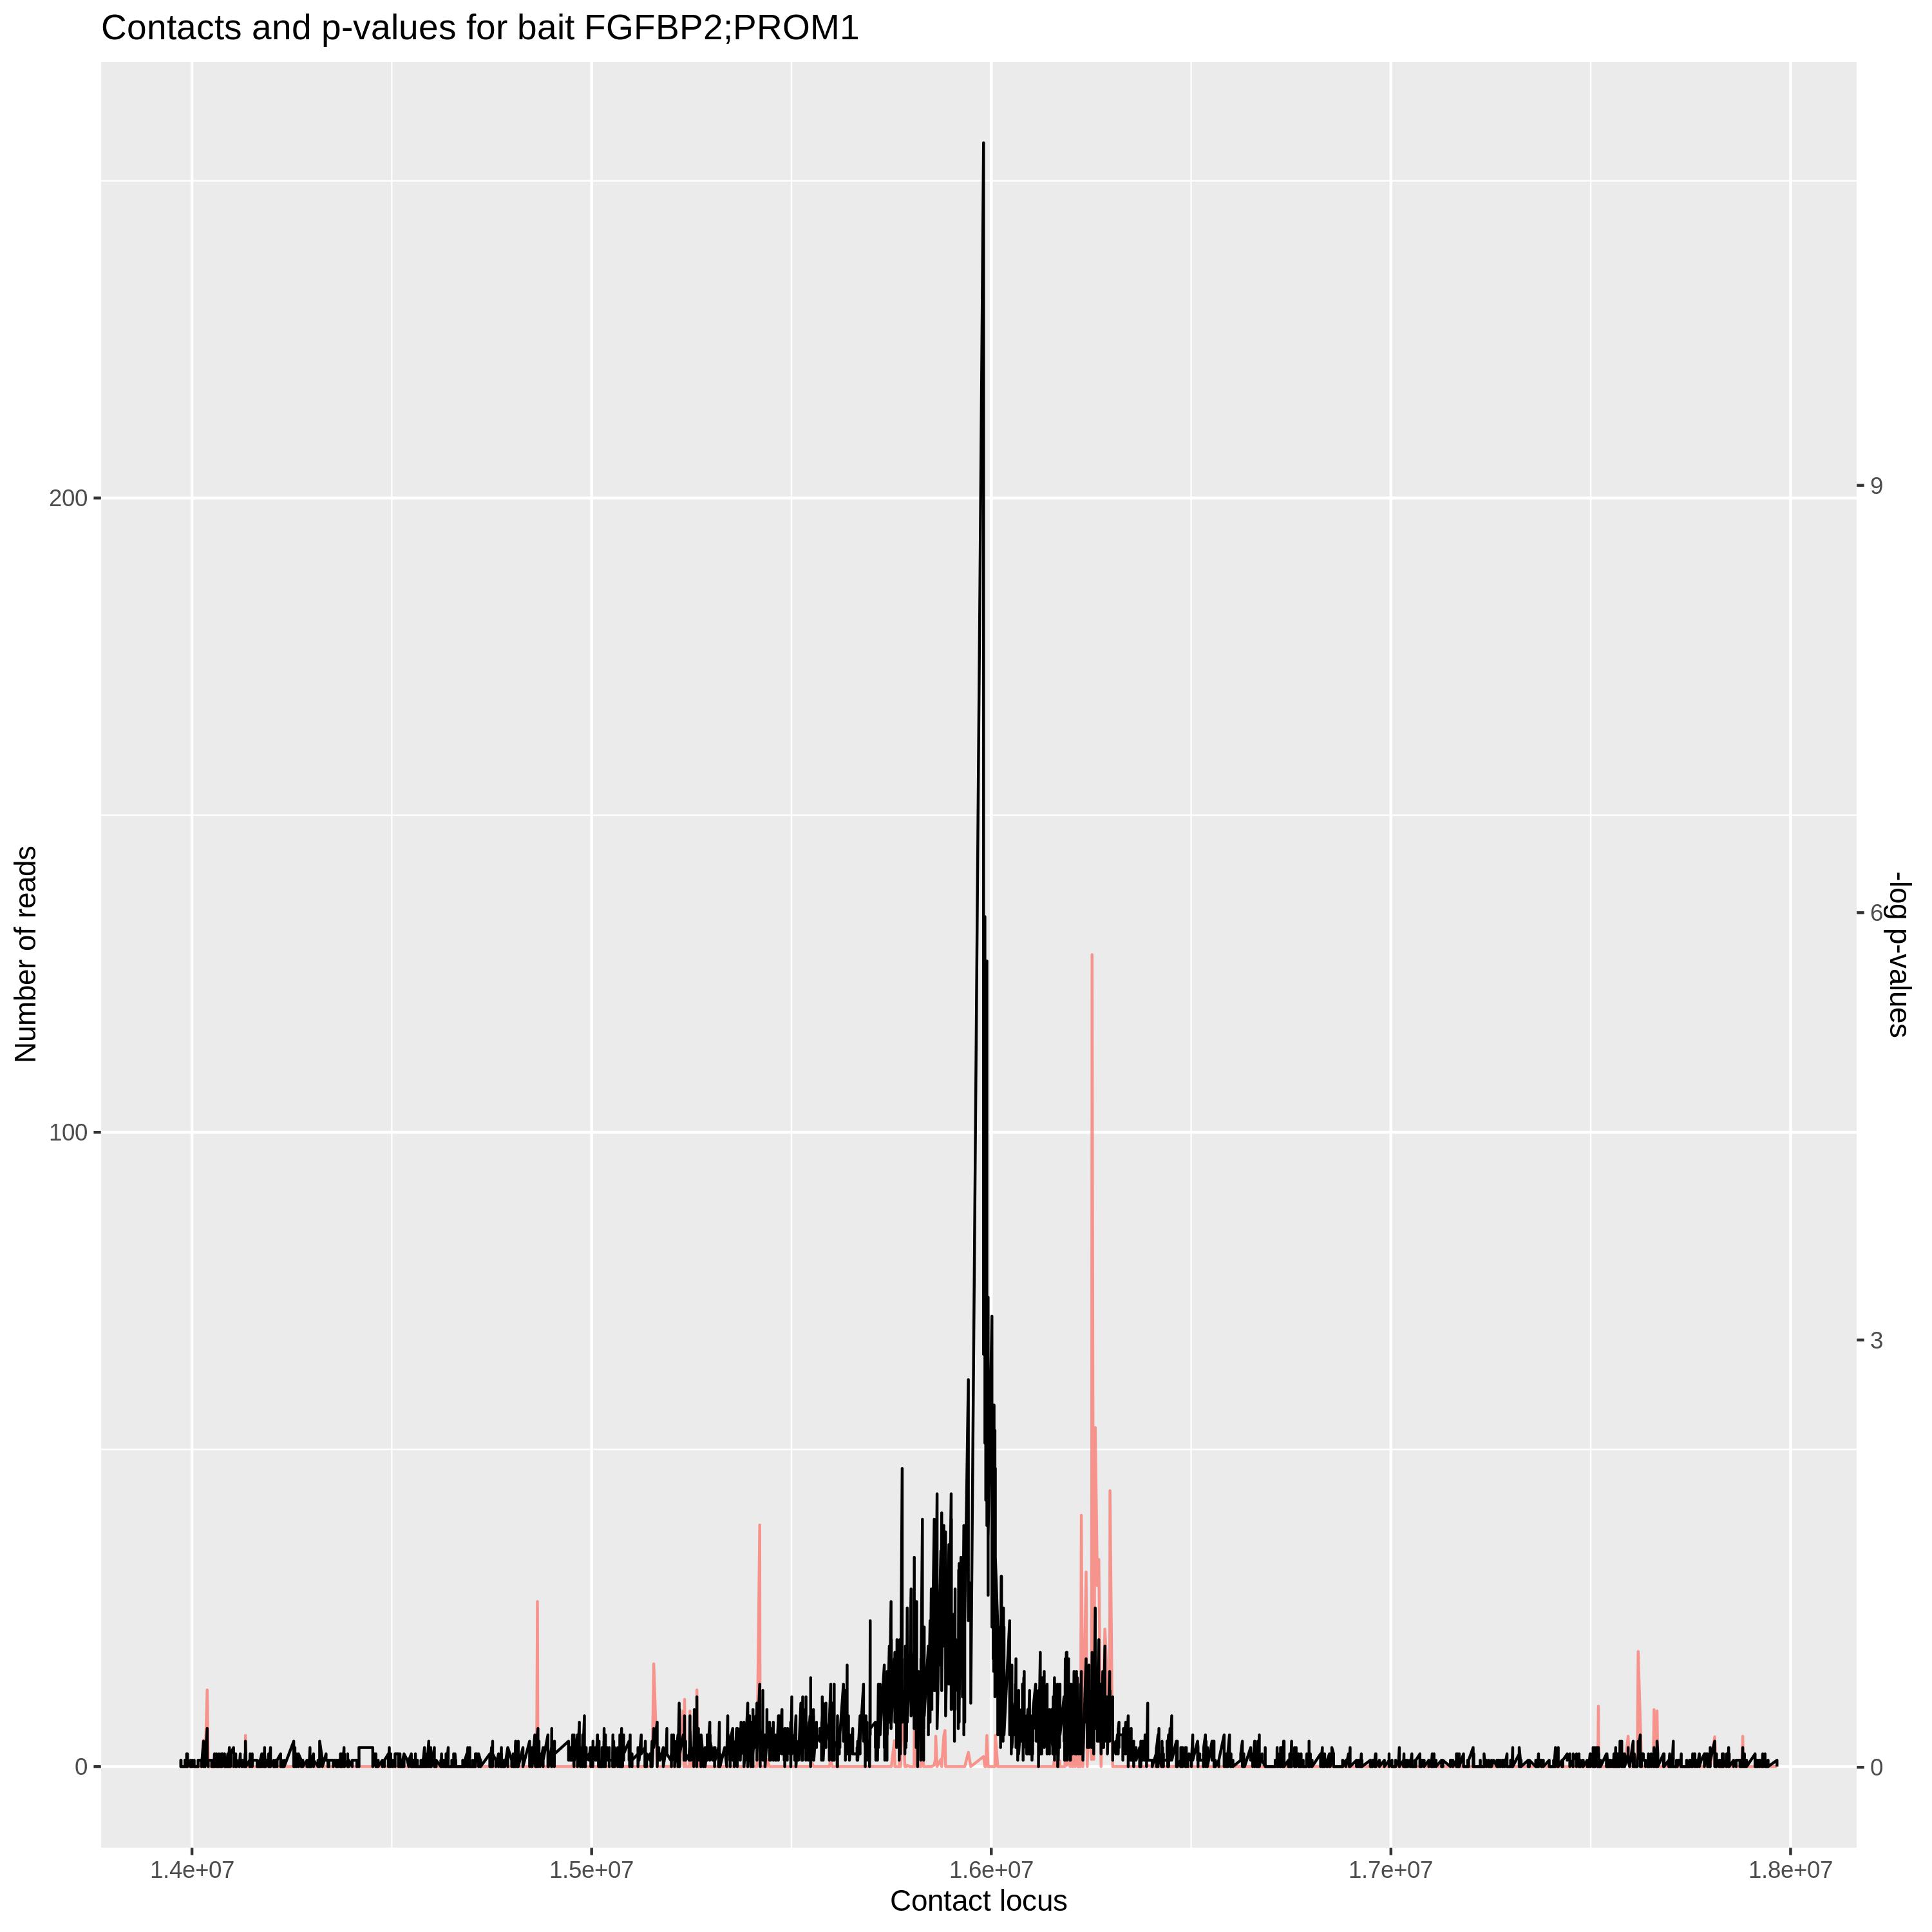 Contacts and p-values for bait FGFBP2;PROM1
Number of reads
200
100
0
9
6
3
0
-log p-values
1.4e+07
1.5e+07
1.6e+07
1.7e+07
1.8e+07
Contact locus